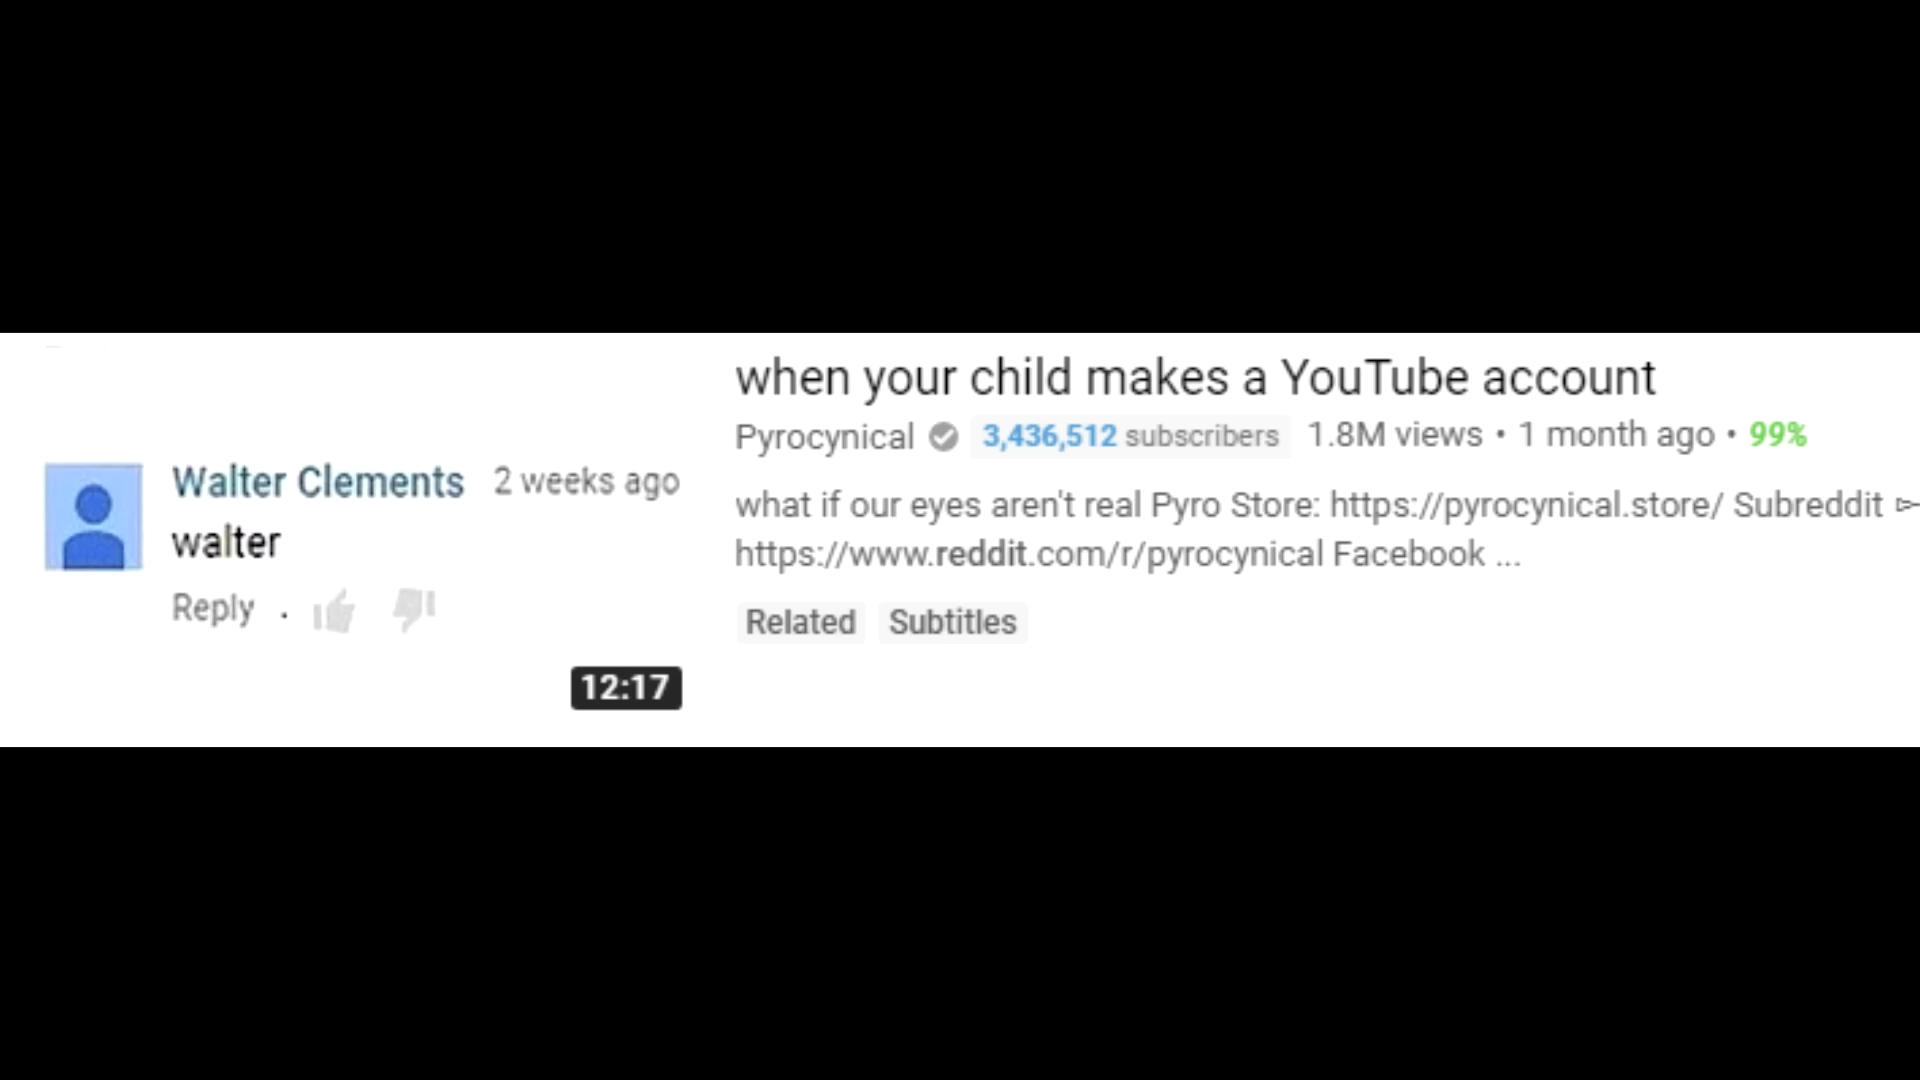 Walter Clements 2 weeks ago
walter
Reply .
12:17
when your child makes a YouTube account
Pyrocynical 3,436,512 subscribers 1.8M views • 1 month ago • 99%
what if our eyes aren't real Pyro Store: https://pyrocynical.store/ Subreddit ▻
https://www.reddit.com/r/pyrocynical Facebook ...
Related Subtitles